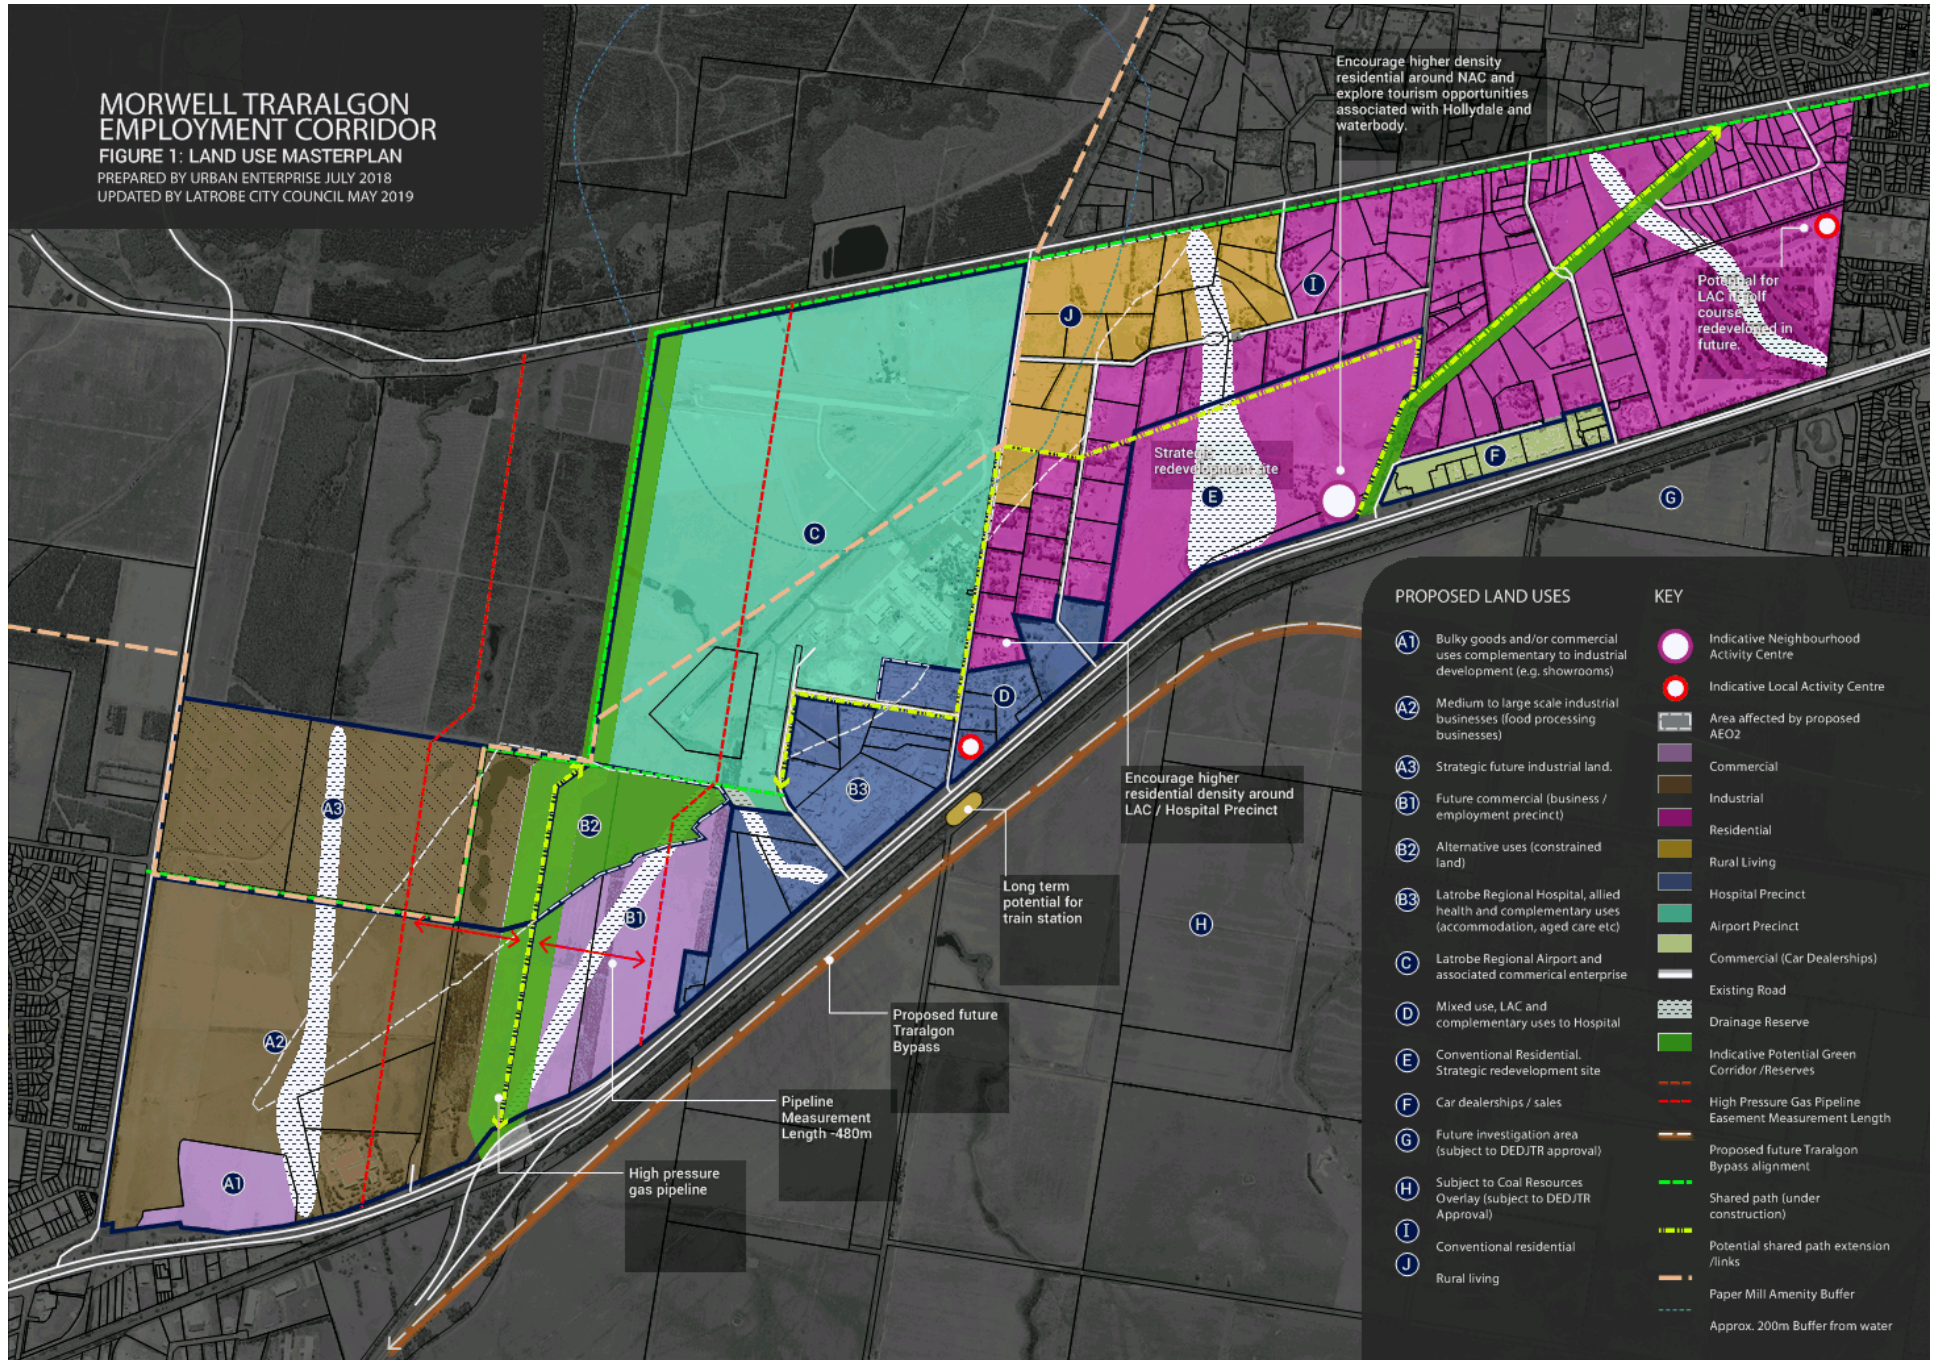 MORWELL TRARALGON
EMPLOYMENT CORRIDOR
FIGURE 1: LAND USE MASTERPLAN
PREPARED BY URBAN ENTERPRISE JULY 2018
UPDATED BY LATROBE CITY COUNCIL MAY 2019
Encourage higher density
residential around NAC and
explore tourism opportunities
associated with Hollydale and
waterbody.
Potential for
LAC if golf
course
redeveloped in
future.
I
J
F
G
Strategic
redevelopment site
E
C
D
B3
Encourage higher
residential density around
LAC / Hospital Precinct
A3
B2
B1
Long term
potential for
train station
H
Proposed future
Traralgon
Bypass
A2
Pipeline
Measurement
Length -480m
A1
High pressure
gas pipeline
PROPOSED LAND USES
A1
Bulky goods and/or commercial
uses complementary to industrial
development (e.g. showrooms)
A2
Medium to large scale industrial
businesses (food processing
businesses)
A3
Strategic future industrial land.
B1
Future commercial (business /
employment precinct)
B2
Alternative uses (constrained
land)
B3
Latrobe Regional Hospital, allied
health and complementary uses
(accommodation, aged care etc)
C
Latrobe Regional Airport and
associated commerical enterprise
D
Mixed use, LAC and
complementary uses to Hospital
E
Conventional Residential.
Strategic redevelopment site
F
Car dealerships / sales
G
Future investigation area
(subject to DEDJTR approval)
H
Subject to Coal Resources
Overlay (subject to DEDJTR
Approval)
I
Conventional residential
J
Rural living
KEY
Indicative Neighbourhood
Activity Centre
Indicative Local Activity Centre
Area affected by proposed
AEO2
Commercial
Industrial
Residential
Rural Living
Hospital Precinct
Airport Precinct
Commercial (Car Dealerships)
Existing Road
Drainage Reserve
Indicative Potential Green
Corridor /Reserves
High Pressure Gas Pipeline
Easement Measurement Length
Proposed future Traralgon
Bypass alignment
Shared path (under
construction)
Potential shared path extension
/links
Paper Mill Amenity Buffer
Approx. 200m Buffer from water